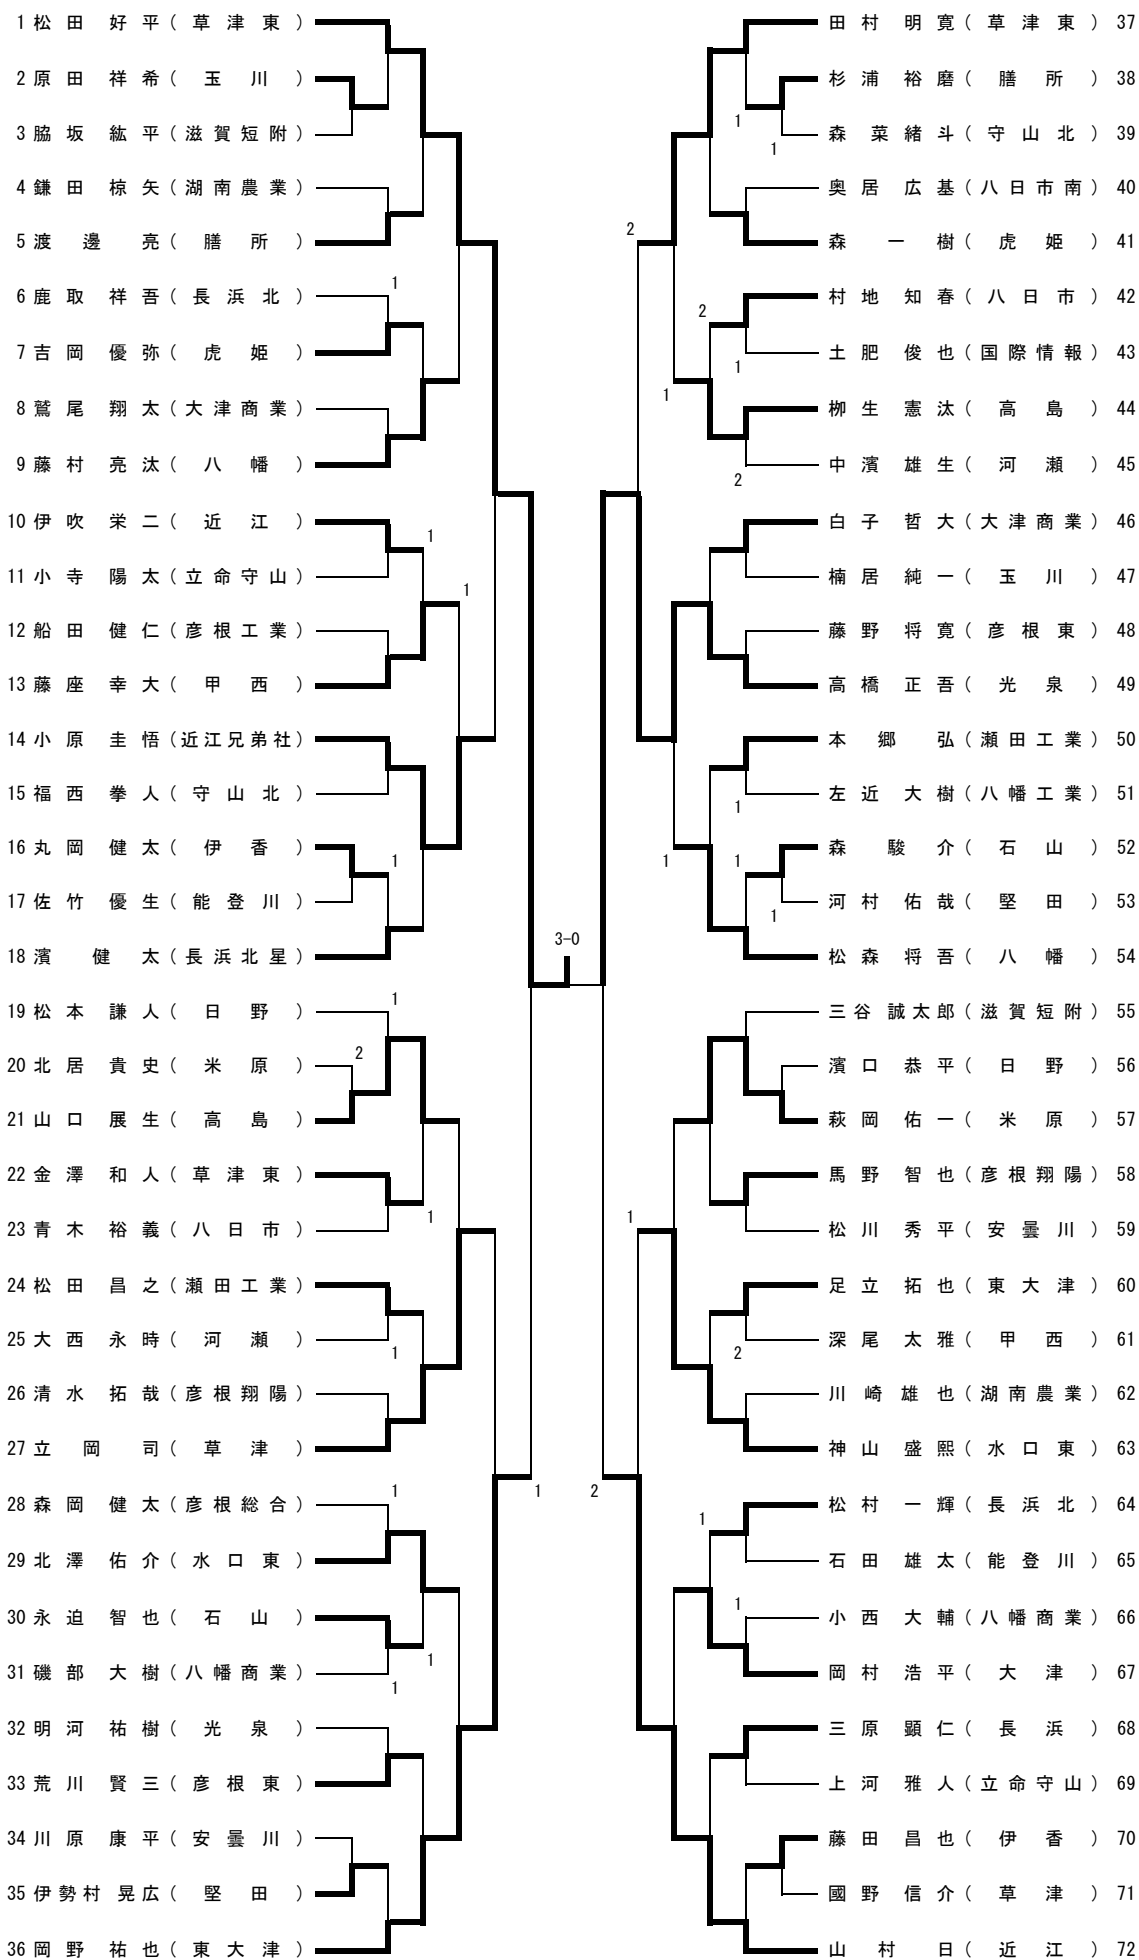 1 松田 好平 ( 草津東 )
2 原田 祥希 ( 玉川 )
3 脇坂 紘平 ( 滋賀短附 )
4 鎌田 椋矢 ( 湖南農業 )
5 渡邊 亮 ( 膳所 )
1
6 鹿取 祥吾 ( 長浜北 )
7 吉岡 優弥 ( 虎姫 )
8 鷲尾 翔太 ( 大津商業 )
9 藤村 亮汰 ( 八幡 )
10 伊吹 栄二 ( 近江 )
1
11 小寺 陽太 ( 立命守山 )
1
12 船田 健仁 ( 彦根工業 )
13 藤座 幸大 ( 甲西 )
14 小原 圭悟 ( 近江兄弟社 )
15 福西 拳人 ( 守山北 )
16 丸岡 健太 ( 伊香 )
1
17 佐竹 優生 ( 能登川 )
18 濱 健太 ( 長浜北星 )
1
19 松本 謙人 ( 日野 )
2
20 北居 貴史 ( 米原 )
21 山口 展生 ( 高島 )
22 金澤 和人 ( 草津東 )
1
23 青木 裕義 ( 八日市 )
24 松田 昌之 ( 瀬田工業 )
25 大西 永時 ( 河瀬 )
1
26 清水 拓哉 ( 彦根翔陽 )
27 立岡 司 ( 草津 )
1
28 森岡 健太 ( 彦根総合 )
29 北澤 佑介 ( 水口東 )
30 永迫 智也 ( 石山 )
1
31 磯部 大樹 ( 八幡商業 )
1
32 明河 祐樹 ( 光泉 )
33 荒川 賢三 ( 彦根東 )
34 川原 康平 ( 安曇川 )
35 伊勢村 晃広 ( 堅田 )
36 岡野 祐也 ( 東大津 )
3-0
1
2
田村 明寛 ( 草津東 ) 37
杉浦 裕磨 ( 膳所 ) 38
1
森 菜緒斗 ( 守山北 ) 39
1
奥居 広基 ( 八日市南 ) 40
2
森 一樹 ( 虎姫 ) 41
村地 知春 ( 八日市 ) 42
2
土肥 俊也 ( 国際情報 ) 43
1
1
栁生 憲汰 ( 高島 ) 44
中濱 雄生 ( 河瀬 ) 45
2
白子 哲大 ( 大津商業 ) 46
楠居 純一 ( 玉川 ) 47
藤野 将寛 ( 彦根東 ) 48
高橋 正吾 ( 光泉 ) 49
本郷 弘 ( 瀬田工業 ) 50
左近 大樹 ( 八幡工業 ) 51
1
森 駿介 ( 石山 ) 52
1
1
河村 佑哉 ( 堅田 ) 53
1
松森 将吾 ( 八幡 ) 54
三谷 誠太郎 ( 滋賀短附 ) 55
濱口 恭平 ( 日野 ) 56
萩岡 佑一 ( 米原 ) 57
馬野 智也 ( 彦根翔陽 ) 58
1
松川 秀平 ( 安曇川 ) 59
足立 拓也 ( 東大津 ) 60
深尾 太雅 ( 甲西 ) 61
2
川崎 雄也 ( 湖南農業 ) 62
神山 盛熙 ( 水口東 ) 63
松村 一輝 ( 長浜北 ) 64
1
石田 雄太 ( 能登川 ) 65
1
小西 大輔 ( 八幡商業 ) 66
岡村 浩平 ( 大津 ) 67
三原 顕仁 ( 長浜 ) 68
上河 雅人 ( 立命守山 ) 69
藤田 昌也 ( 伊香 ) 70
國野 信介 ( 草津 ) 71
山村 日 ( 近江 ) 72